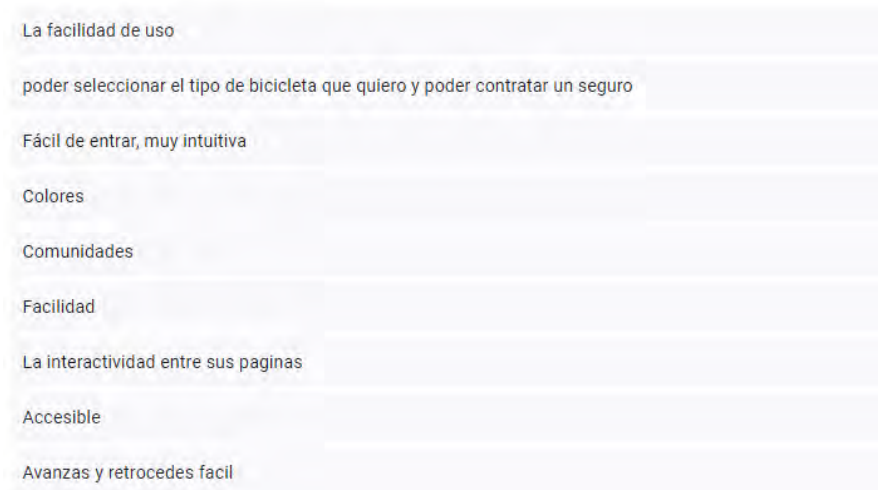 La facilidad de uso
poder seleccionar el tipo de bicicleta que quiero y poder contratar un seguro
Fácil de entrar, muy intuitiva
Colores
Comunidades
Facilidad
La interactividad entre sus paginas
Accesible
Avanzas y retrocedes facil